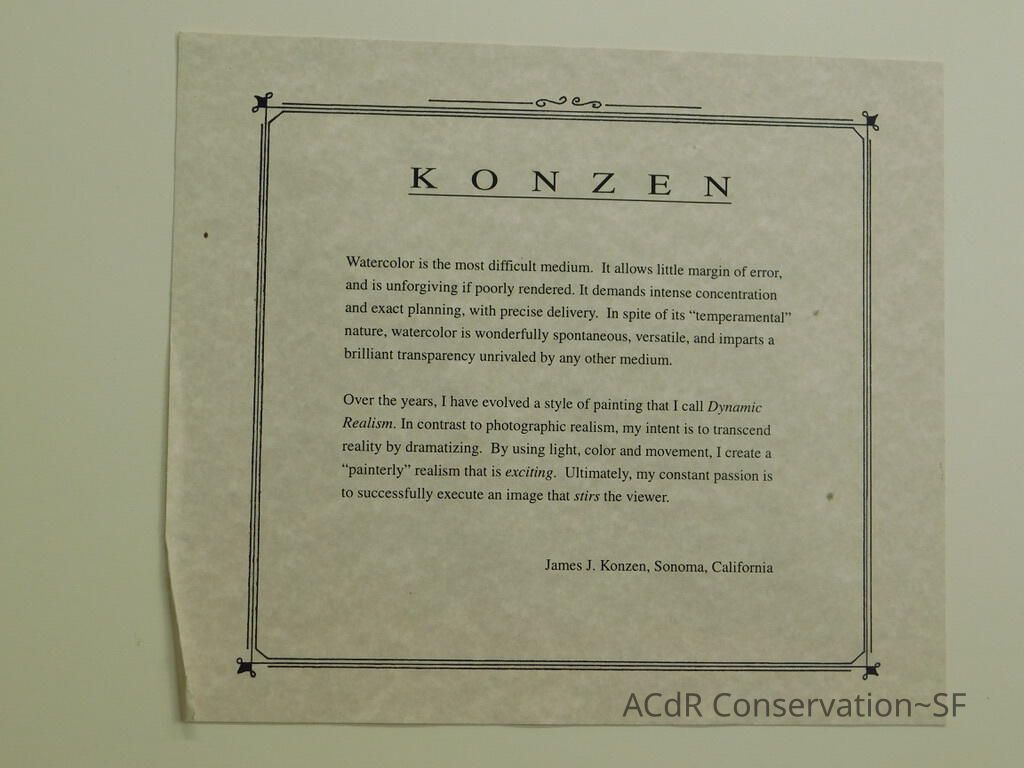 KONZEN
Watercolor is the most difficult medium. It allows little margin of error,
and is unforgiving if poorly rendered. It demands intense concentration
and exact planning, with precise delivery. In spite of its “temperamental”
nature, watercolor is wonderfully spontaneous, versatile, and imparts a
brilliant transparency unrivaled by any other medium.
Over the years, I have evolved a style of painting that I call Dynamic
Realism. In contrast to photographic realism, my intent is to transcend
reality by dramatizing. By using light, color and movement, I create a
“painterly” realism that is exciting. Ultimately, my constant passion is
to successfully execute an image that stirs the viewer.
James J. Konzen, Sonoma, California
ACdR Conservation~SF